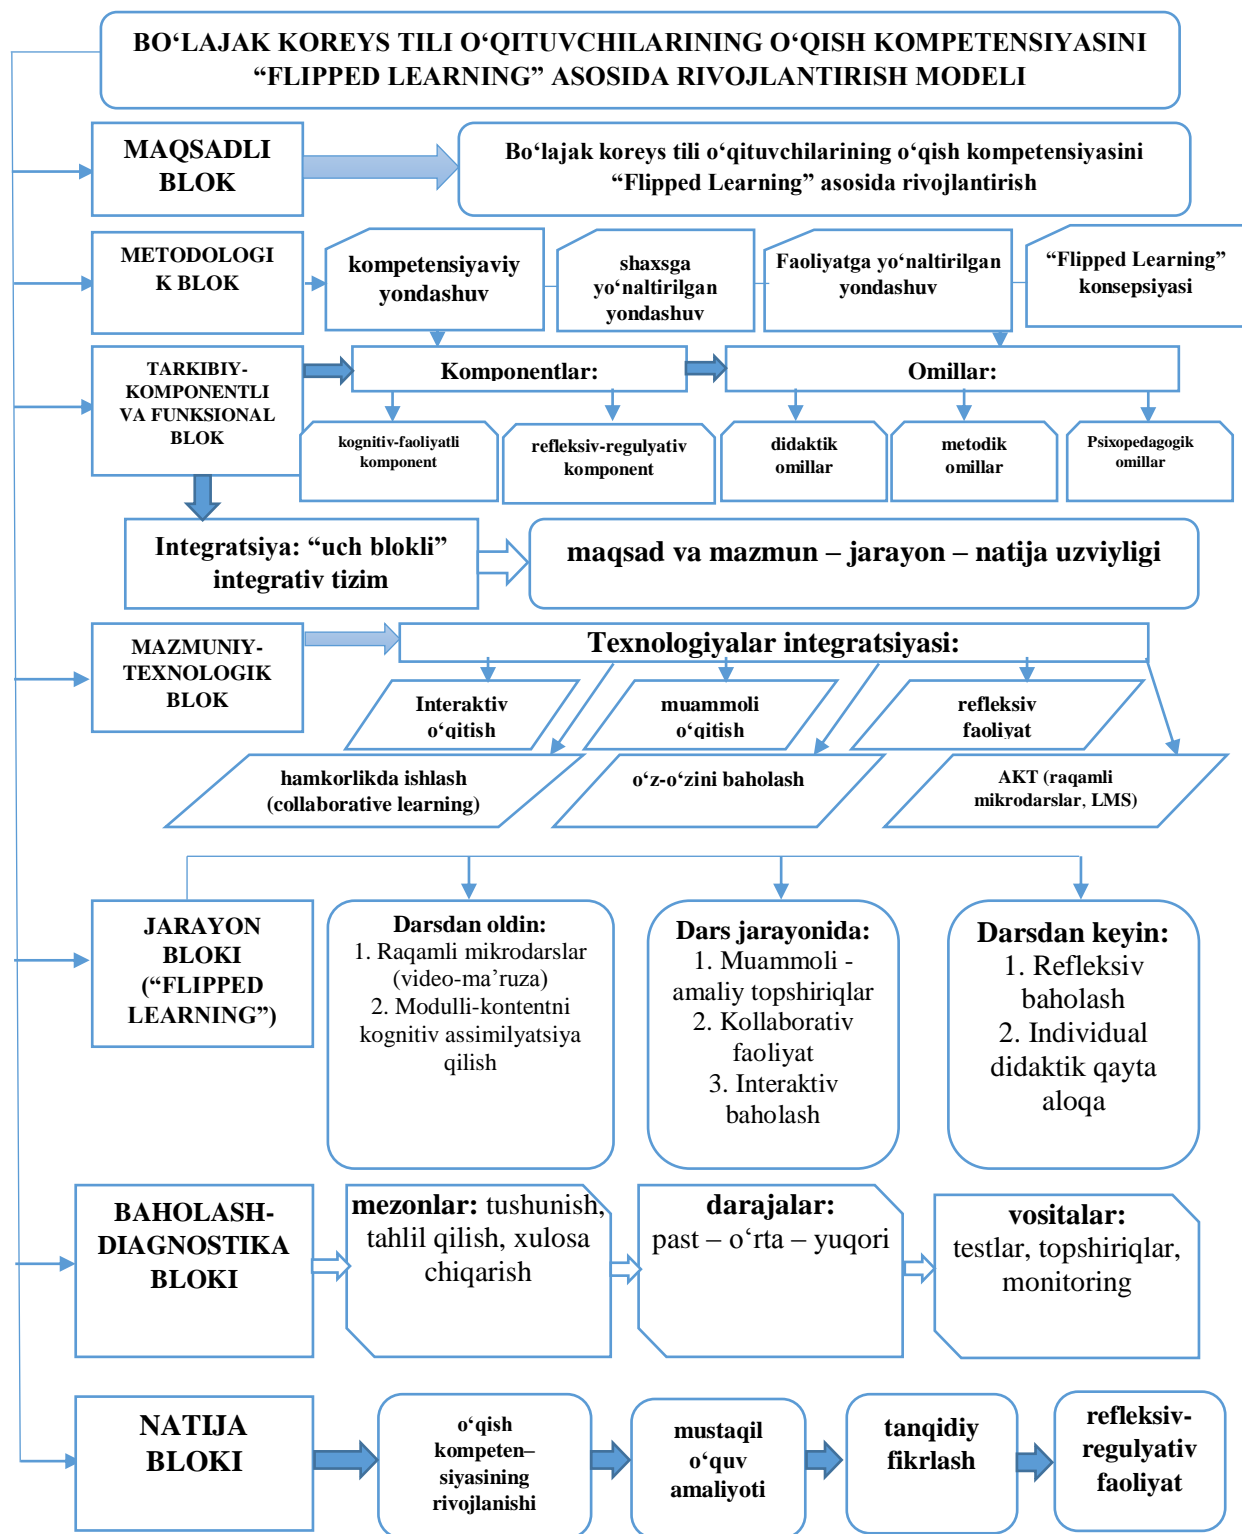 BO‘LAJAK KOREYS TILI O‘QITUVCHILARINING O‘QISH KOMPETENSIYASINI
“FLIPPED LEARNING” ASOSIDA RIVOJLANTIRISH MODELI
MAQSADLI
BLOK
Bo‘lajak koreys tili o‘qituvchilarining o‘qish kompetensiyasini
“Flipped Learning” asosida rivojlantirish
METODOLOGI
K BLOK
kompetensiyaviy
yondashuv
shaxsga
yo‘naltirilgan
yondashuv
Faoliyatga yo‘naltirilgan
yondashuv
“Flipped Learning”
konsepsiyasi
TARKIBIY-
KOMPONENTLI
VA FUNKSIONAL
BLOK
Komponentlar:
Omillar:
kognitiv-faoliyatli
komponent
refleksiv-regulyativ
komponent
didaktik
omillar
metodik
omillar
Psixopedagogik
omillar
Integratsiya: “uch blokli”
integrativ tizim
maqsad va mazmun – jarayon – natija uzviyligi
MAZMUNIY-
TEXNOLOGIK
BLOK
Texnologiyalar integratsiyasi:
Interaktiv
o‘qitish
muammoli
o‘qitish
refleksiv
faoliyat
hamkorlikda ishlash
(collaborative learning)
o‘z-o‘zini baholash
AKT (raqamli
mikrodarslar, LMS)
JARAYON
BLOKI
(“FLIPPED
LEARNING”)
Darsdan oldin:
1. Raqamli mikrodarslar
(video-ma’ruza)
2. Modulli-kontentni
kognitiv assimilyatsiya
qilish
Dars jarayonida:
1. Muammoli -
amaliy topshiriqlar
2. Kollaborativ
faoliyat
3. Interaktiv
baholash
Darsdan keyin:
1. Refleksiv
baholash
2. Individual
didaktik qayta
aloqa
BAHOLASH-
DIAGNOSTIKA
BLOKI
mezonlar: tushunish,
tahlil qilish, xulosa
chiqarish
darajalar:
past – o‘rta – yuqori
vositalar:
testlar, topshiriqlar,
monitoring
NATIJA
BLOKI
o‘qish
kompeten–
siyasining
rivojlanishi
mustaqil
o‘quv
amaliyoti
tanqidiy
fikrlash
refleksiv-
regulyativ
faoliyat